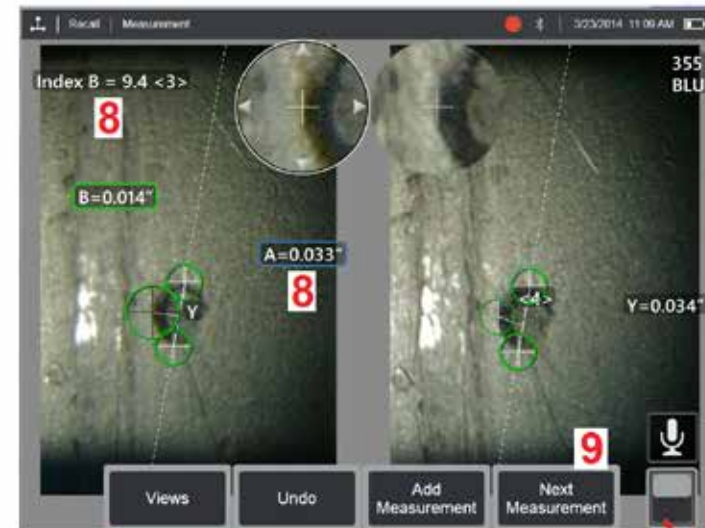 Recall | Measurement
3/23/2014 11:09 AM
Index B = 9.4 <3>
8
355
BLU
B=0.014"
A=0.033"
8
Y
<4>
Y=0.034"
9
Views
Undo
Add
Measurement
Next
Measurement